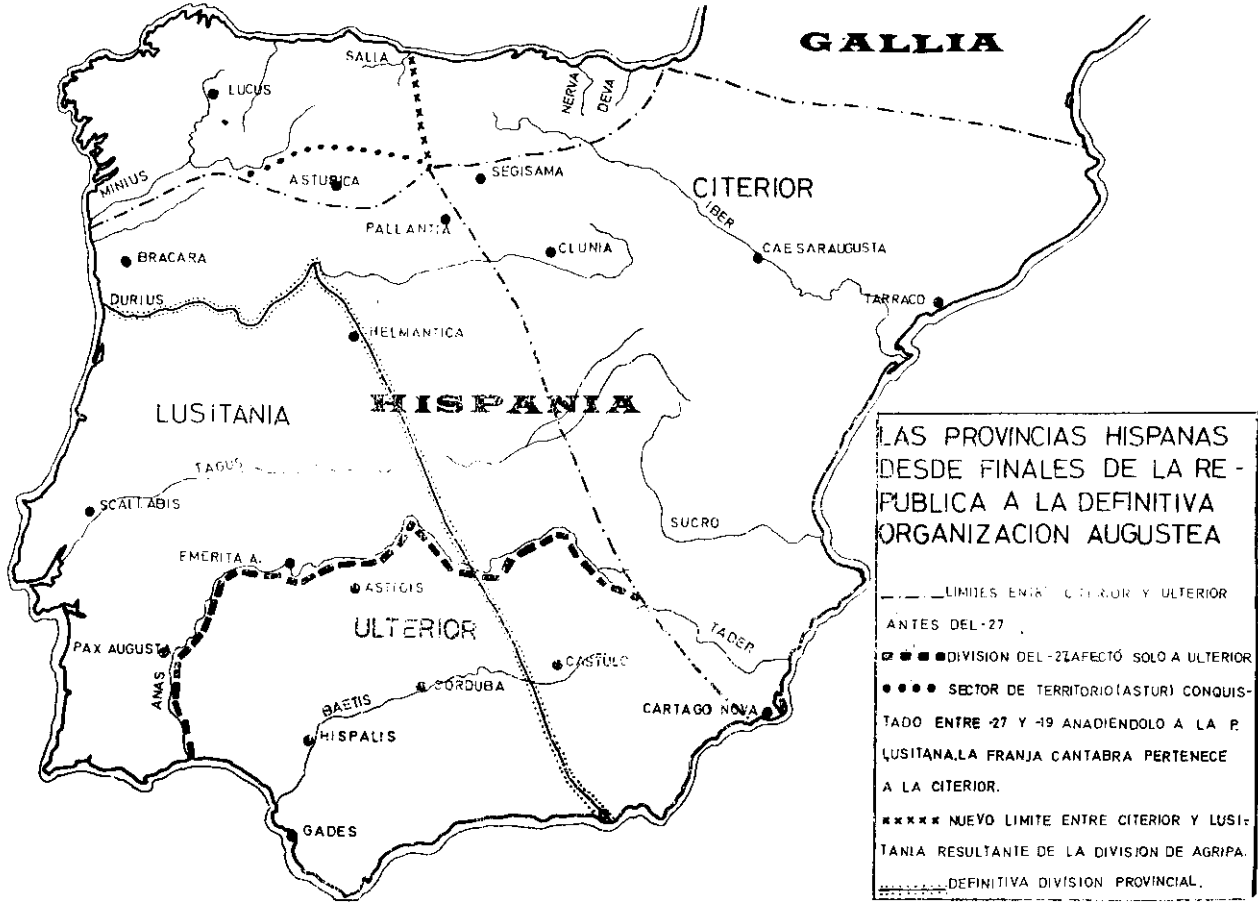 GALLIA
SALIA
NERVA
DEVA
LUCUS
MINIUS
ASTURICA
SEGISAMA
CITERIOR
PALLANTIA
IBER
BRACARA
CLUNIA
CAESARAUGUSTA
DURIUS
TARRACO
HELMANTICA
LUSITANIA
HISPANIA
TAGUS
SCALLABIS
SUCRO
EMERITA A.
ASTIGIS
ULTERIOR
TADER
PAX AUGUSTA
ANAS
CASTULO
CORDUBA
BAETIS
CARTAGO NOVA
HISPALIS
GADES
LAS PROVINCIAS HISPANAS
DESDE FINALES DE LA RE-
PUBLICA A LA DEFINITIVA
ORGANIZACION AUGUSTEA
LIMITES ENTRE CITERIOR Y ULTERIOR
ANTES DEL -27
DIVISION DEL -27 AFECTÓ SOLO A ULTERIOR
SECTOR DE TERRITORIO (ASTUR) CONQUIS-
TADO ENTRE -27 Y -19 ANADIENDOLO A LA P.
LUSITANA. LA FRANJA CANTABRA PERTENECE
A LA CITERIOR.
NUEVO LIMITE ENTRE CITERIOR Y LUSI-
TANIA RESULTANTE DE LA DIVISION DE AGRIPA.
DEFINITIVA DIVISION PROVINCIAL.